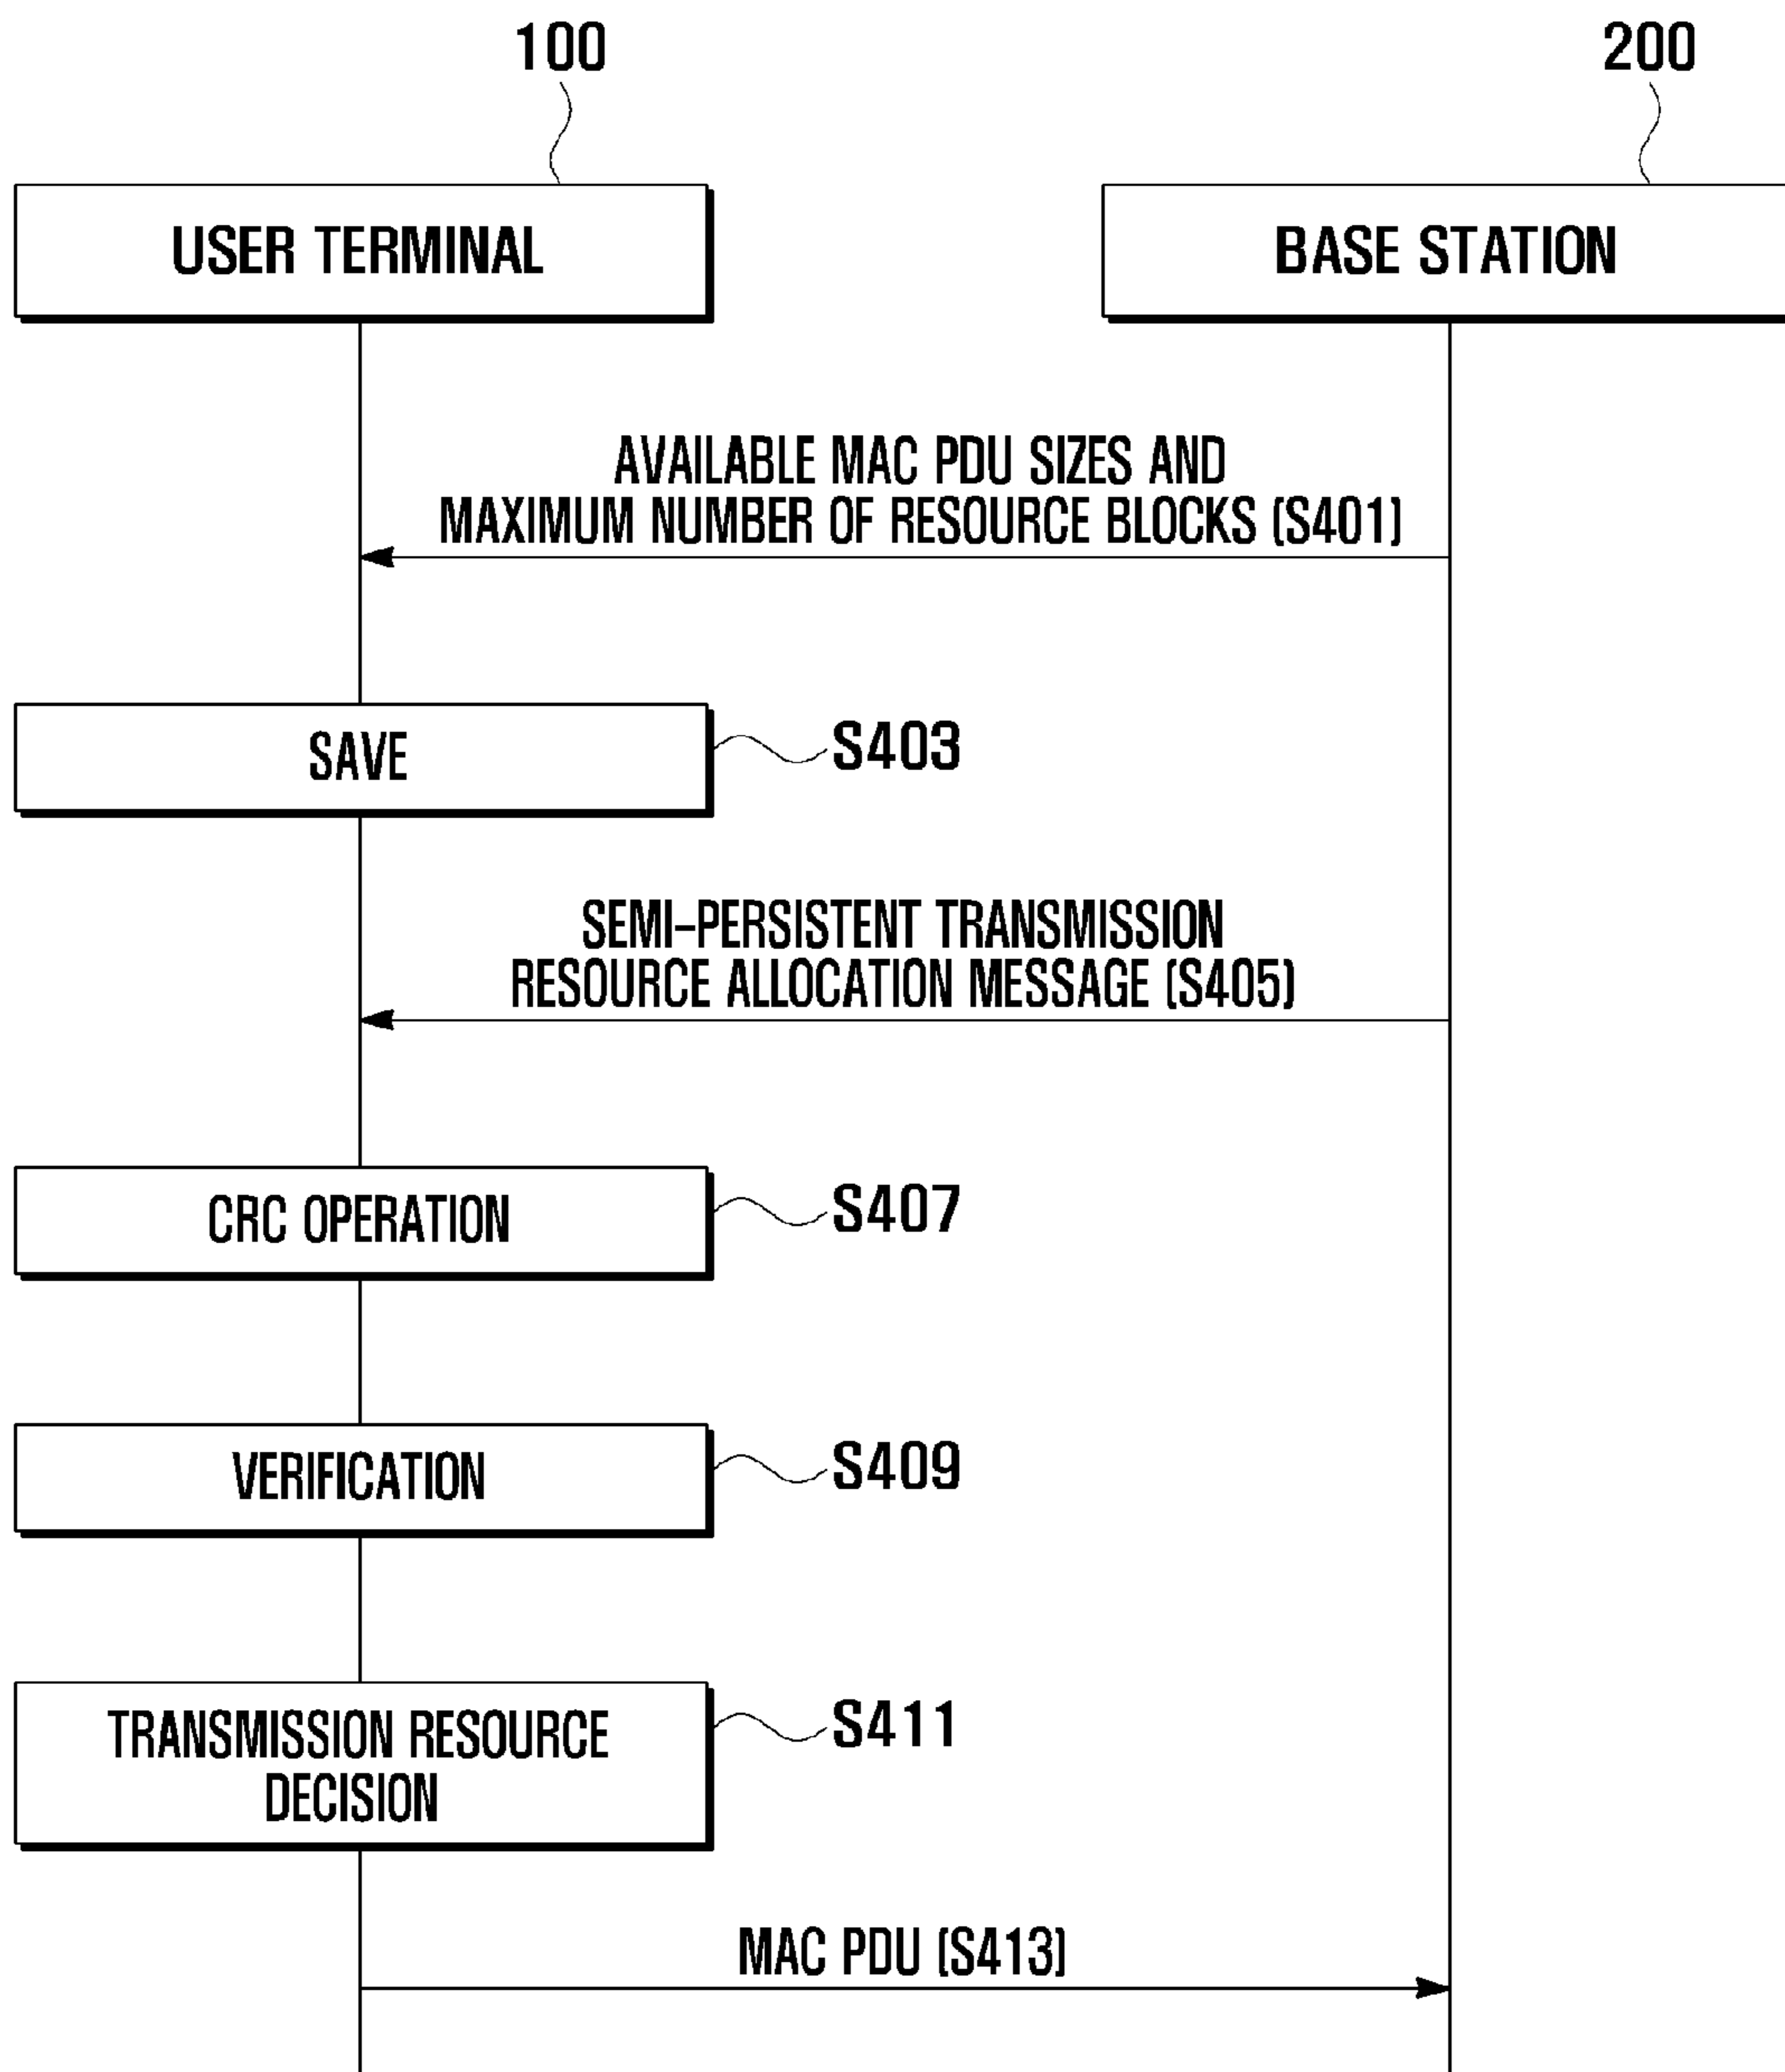 100
200
USER TERMINAL
BASE STATION
AVAILABLE MAC PDU SIZES AND
MAXIMUM NUMBER OF RESOURCE BLOCKS (S401)
SAVE
S403
SEMI-PERSISTENT TRANSMISSION
RESOURCE ALLOCATION MESSAGE (S405)
CRC OPERATION
S407
VERIFICATION
S409
TRANSMISSION RESOURCE
DECISION
S411
MAC PDU (S413)